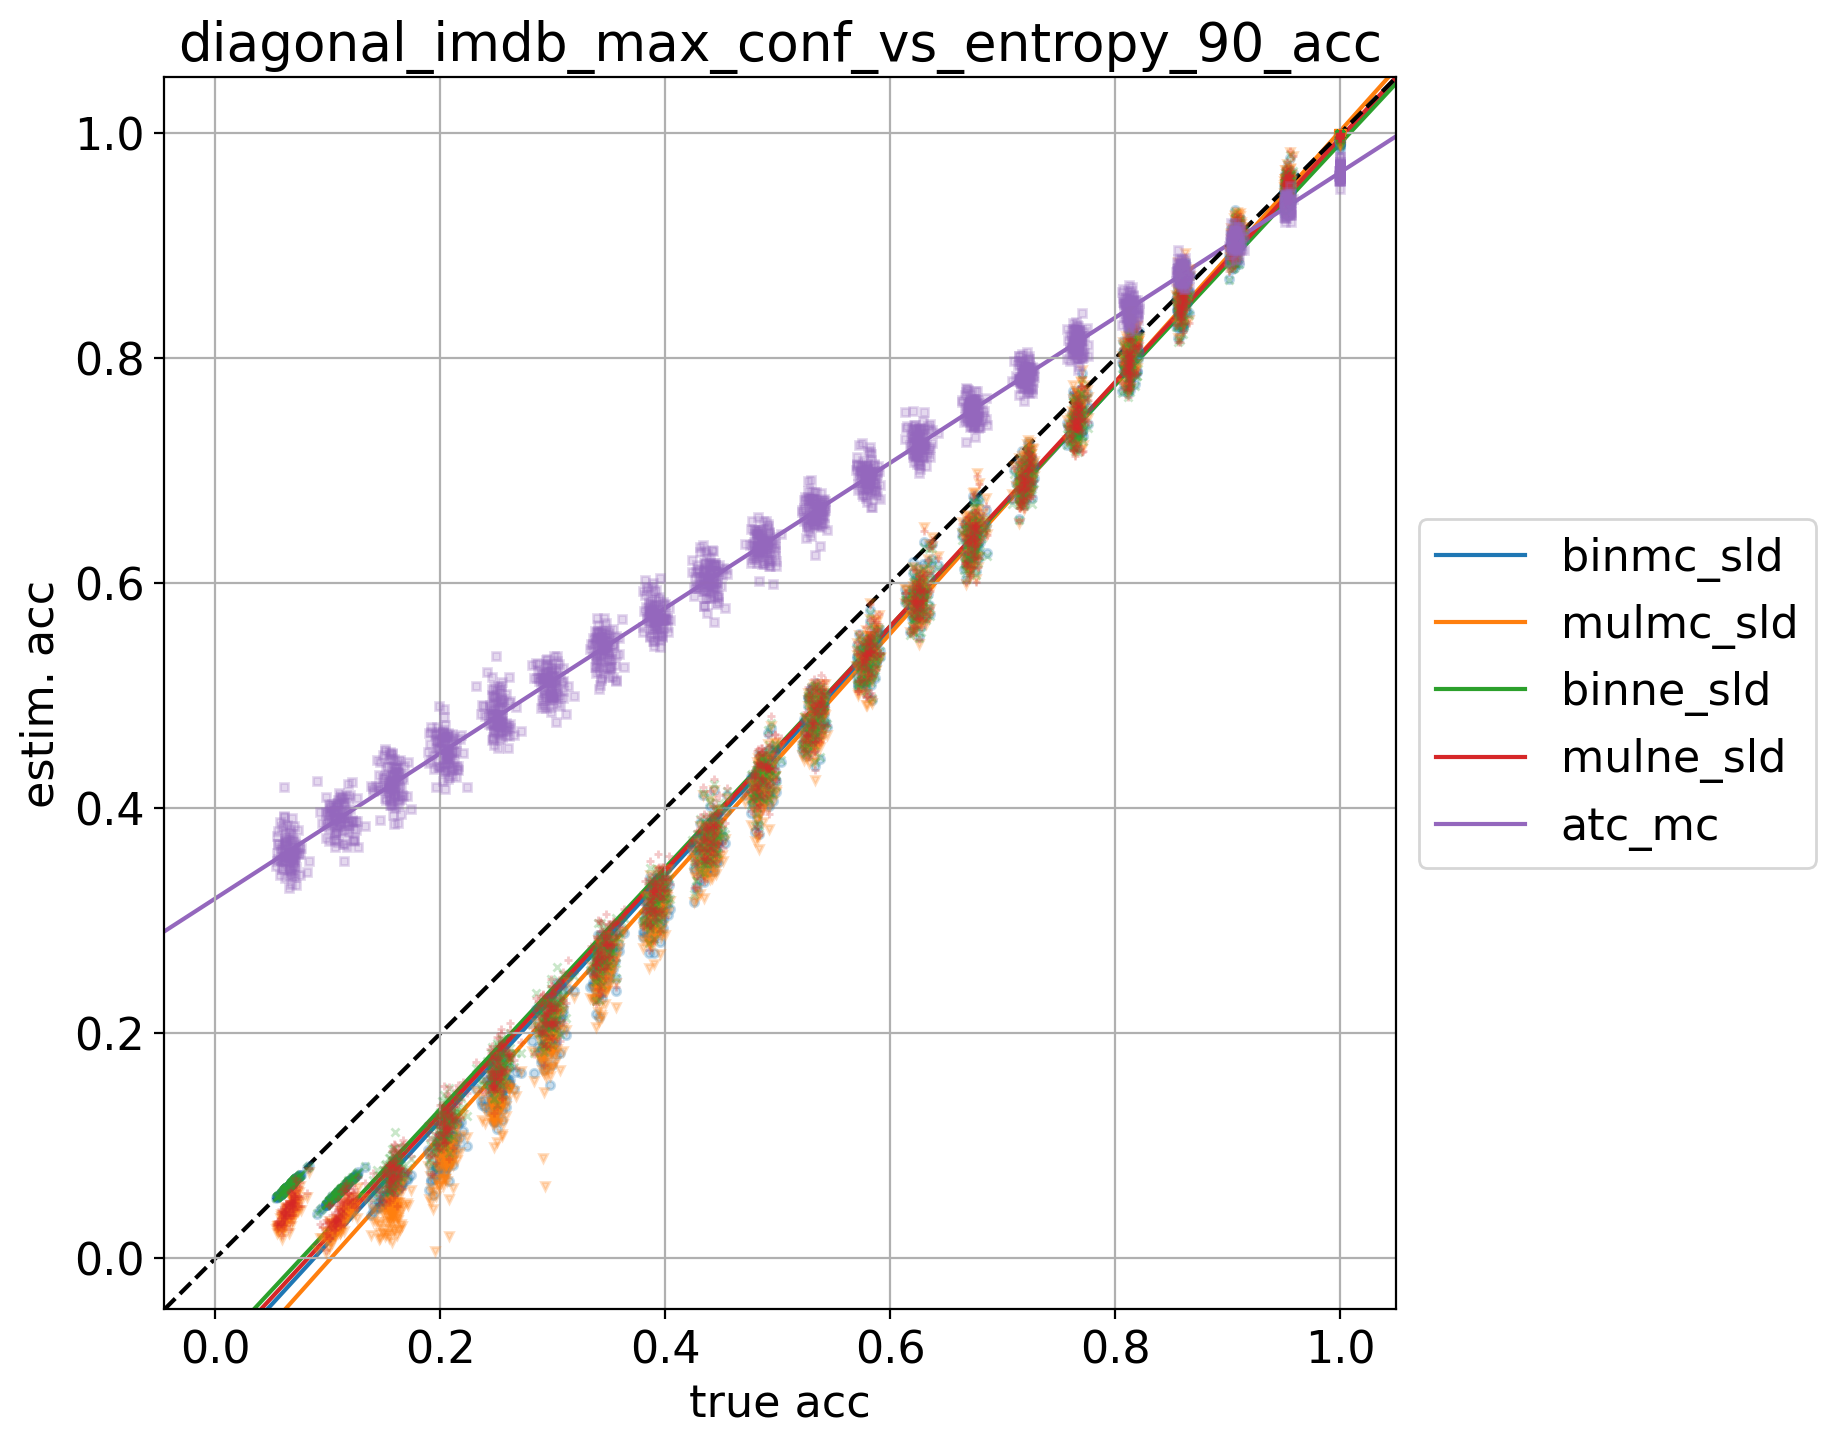 diagonal_imdb_max_conf_vs_entropy_90_acc
1.0
0.8
0.6
0.4
0.2
0.0
estim. acc
0.0 0.2 0.4 0.6 0.8 1.0
true acc
binmc_sld
mulmc_sld
binne_sld
mulne_sld
atc_mc